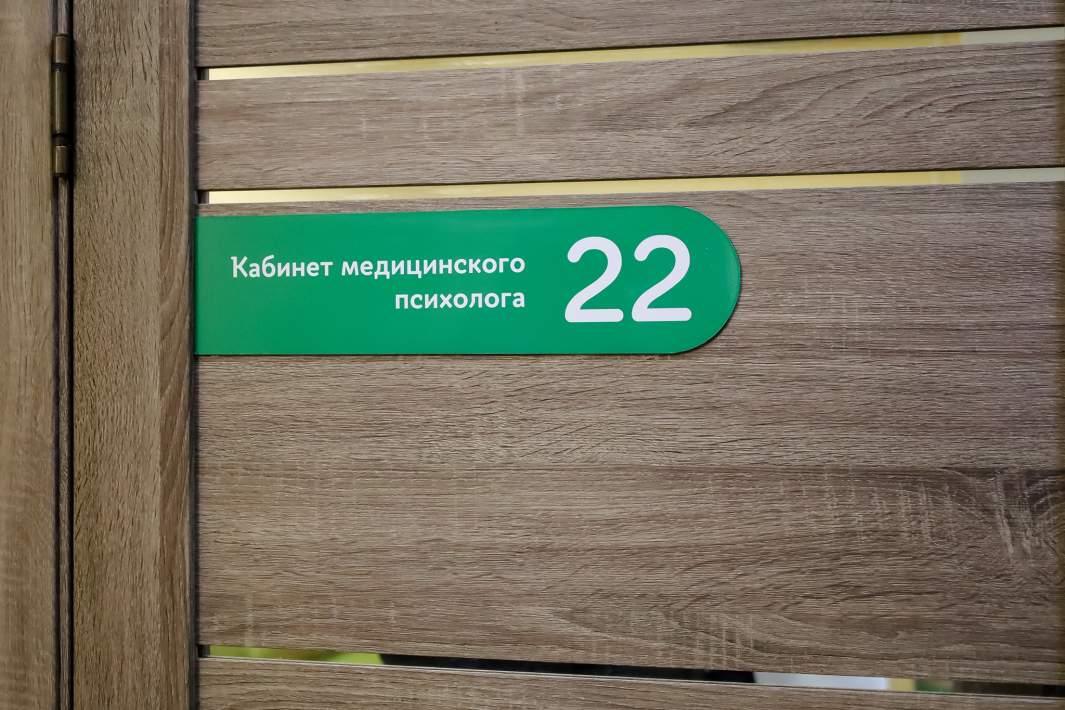 Кабинет медицинского
психолога
22